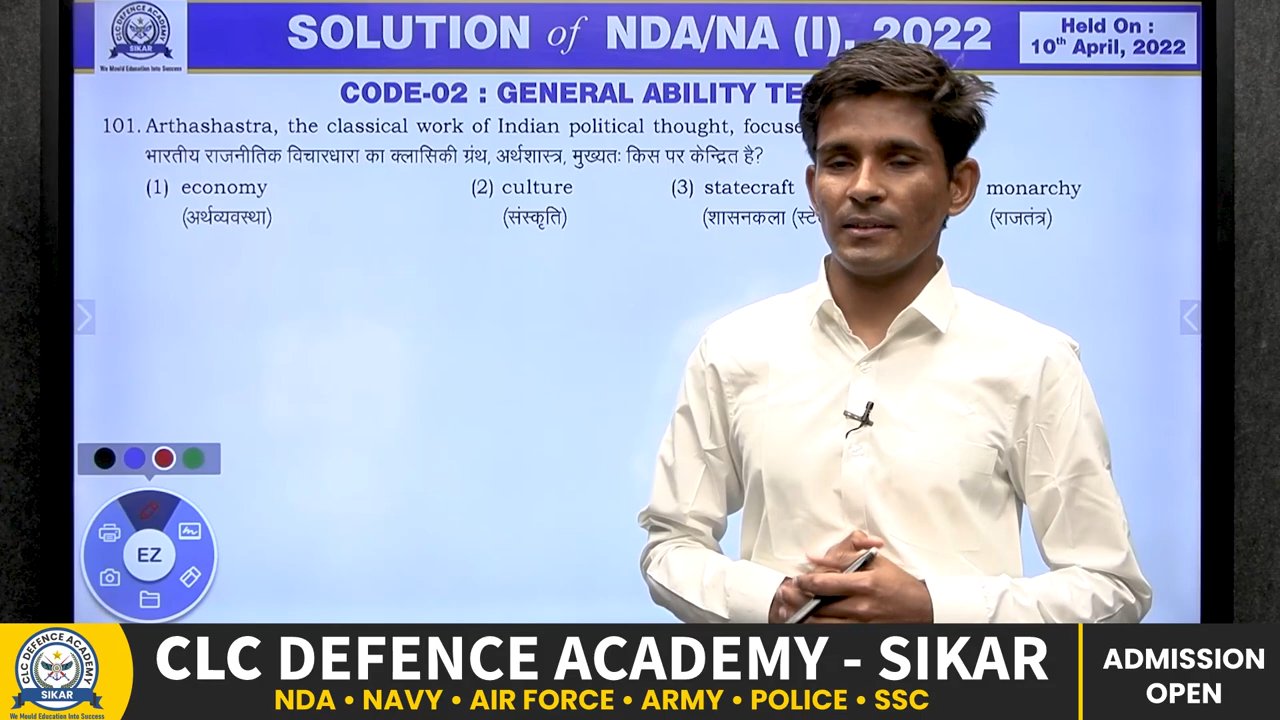 CLC DEFENCE ACADEMY
SIKAR
We Mould Education Into Success
SOLUTION of NDA/NA (I), 2022
Held On :
10th April, 2022
CODE-02 : GENERAL ABILITY TE
101. Arthashastra, the classical work of Indian political thought, focuse
भारतीय राजनीतिक विचारधारा का क्लासिकी ग्रंथ, अर्थशास्त्र, मुख्यतः किस पर केन्द्रित है?
(1) economy (2) culture (3) statecraft monarchy
(अर्थव्यवस्था) (संस्कृति) (शासनकला (राजतंत्र)
EZ
CLC DEFENCE ACADEMY
SIKAR
We Mould Education Into Success
CLC DEFENCE ACADEMY - SIKAR
NDA • NAVY • AIR FORCE • ARMY • POLICE • SSC
ADMISSION
OPEN